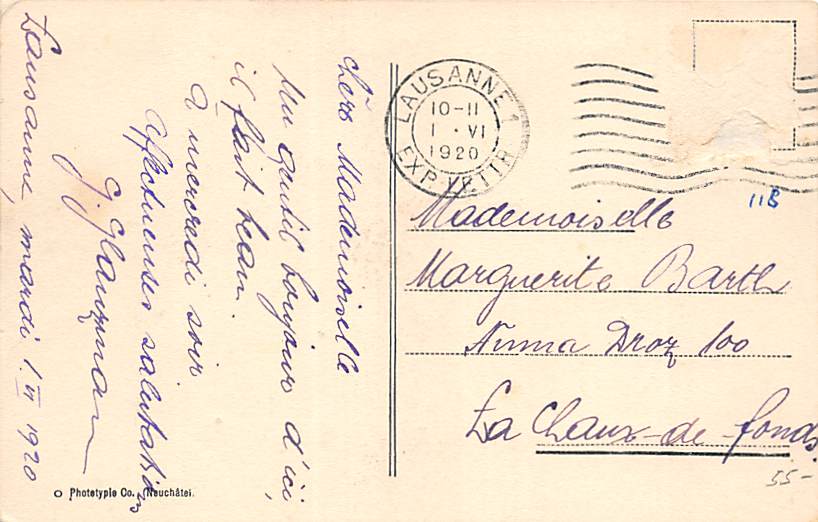 Lausanne, mardi 1. VI 1920
Chère Mademoiselle
Un gentil bonjour d'ici,
il fait beau.
à mercredi soir
affectueuses salutations
LAUSANNE 1
10-11
1 · VI
1920
EXP. LETTR.
11B
Mademoiselle
Marguerite Barth
Numa Droz 100
La Chaux-de-fonds.
55-
Phototypie Co., Neuchâtel.